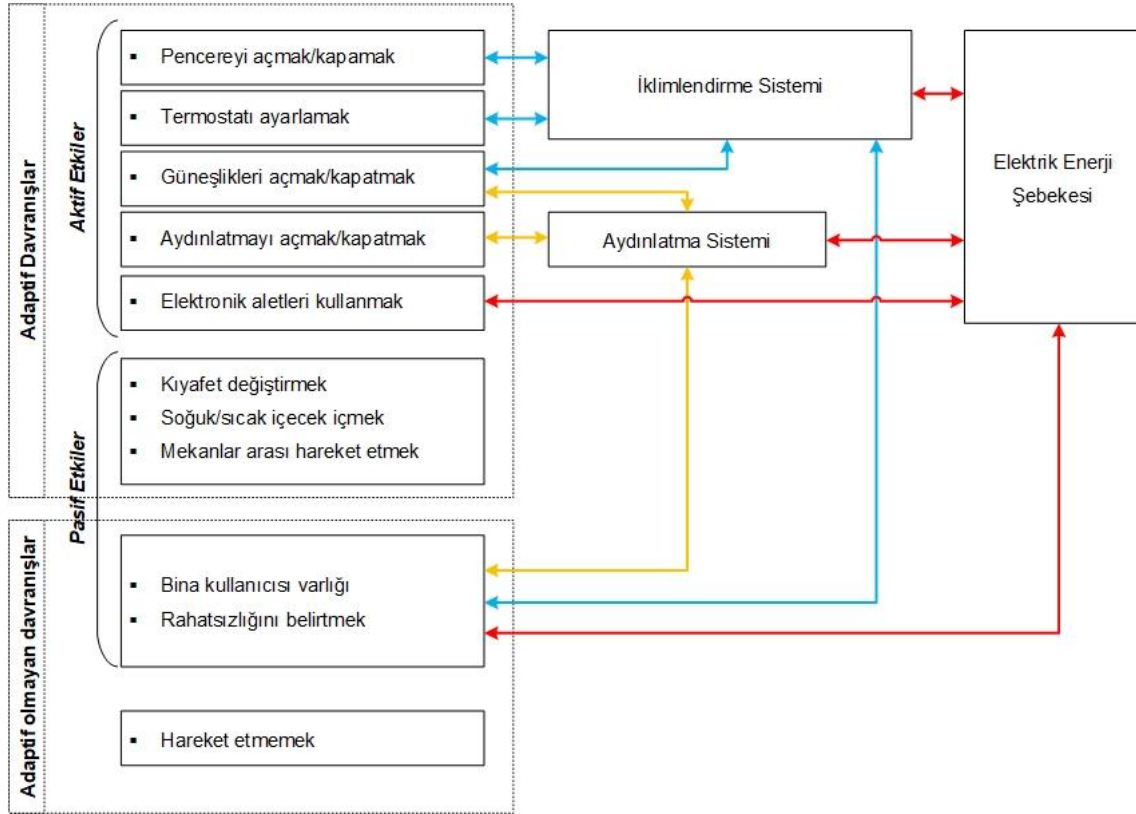 Adaptif Davranışlar
Aktif Etkiler
Pencereyi açmak/kapamak
Termostatı ayarlamak
Güneşlikleri açmak/kapatmak
Aydınlatmayı açmak/kapatmak
Elektronik aletleri kullanmak
İklimlendirme Sistemi
Aydınlatma Sistemi
Elektrik Enerji
Şebekesi
Pasif Etkiler
Kıyafet değiştirmek
Soğuk/sıcak içecek içmek
Mekanlar arası hareket etmek
Adaptif olmayan davranışlar
Bina kullanıcısı varlığı
Rahatsızlığını belirtmek
Hareket etmemek